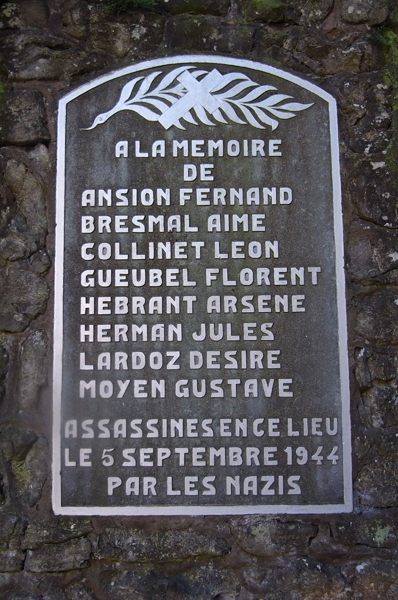 A LA MEMOIRE
DE
ANSION FERNAND
BRESMAL AIME
COLLINET LEON
GUEUBEL FLORENT
HEBRANT ARSENE
HERMAN JULES
LARDOZ DESIRE
MOYEN GUSTAVE
ASSASSINES EN CE LIEU
LE 5 SEPTEMBRE 1944
PAR LES NAZIS